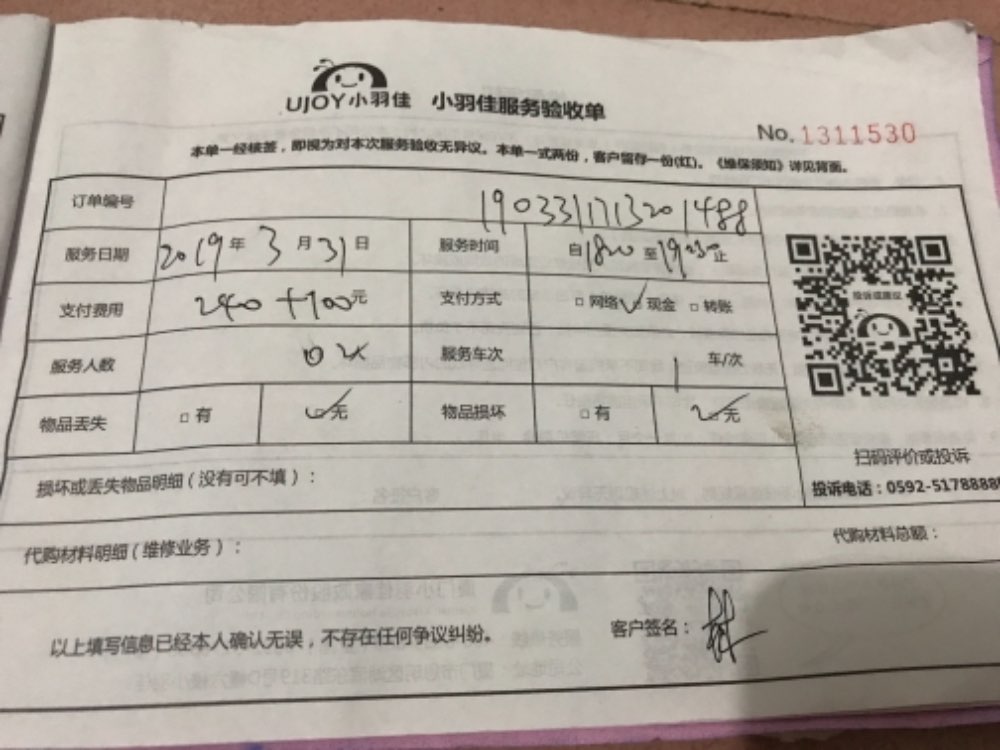 UJOY小羽佳 小羽佳服务验收单
No. 1311530
本单一经核签，即视为对本次服务验收无异议。本单一式两份，客户留存一份(红)。《维保须知》详见背面。
订单编号 1903311713201488
服务日期 2019年3月31日 服务时间 自18:00至19:30止
支付费用 240+100元 支付方式 □网络 ☑现金 □转账
服务人数 服务车次 1 车/次
物品丢失 □有 ☑无 物品损坏 □有 ☑无
投诉或建议
扫码评价或投诉
损坏或丢失物品明细(没有可不填)：
投诉电话：0592-5178888
代购材料明细(维修业务)：
代购材料总额：
以上填写信息已经本人确认无误，不存在任何争议纠纷。
客户签名：